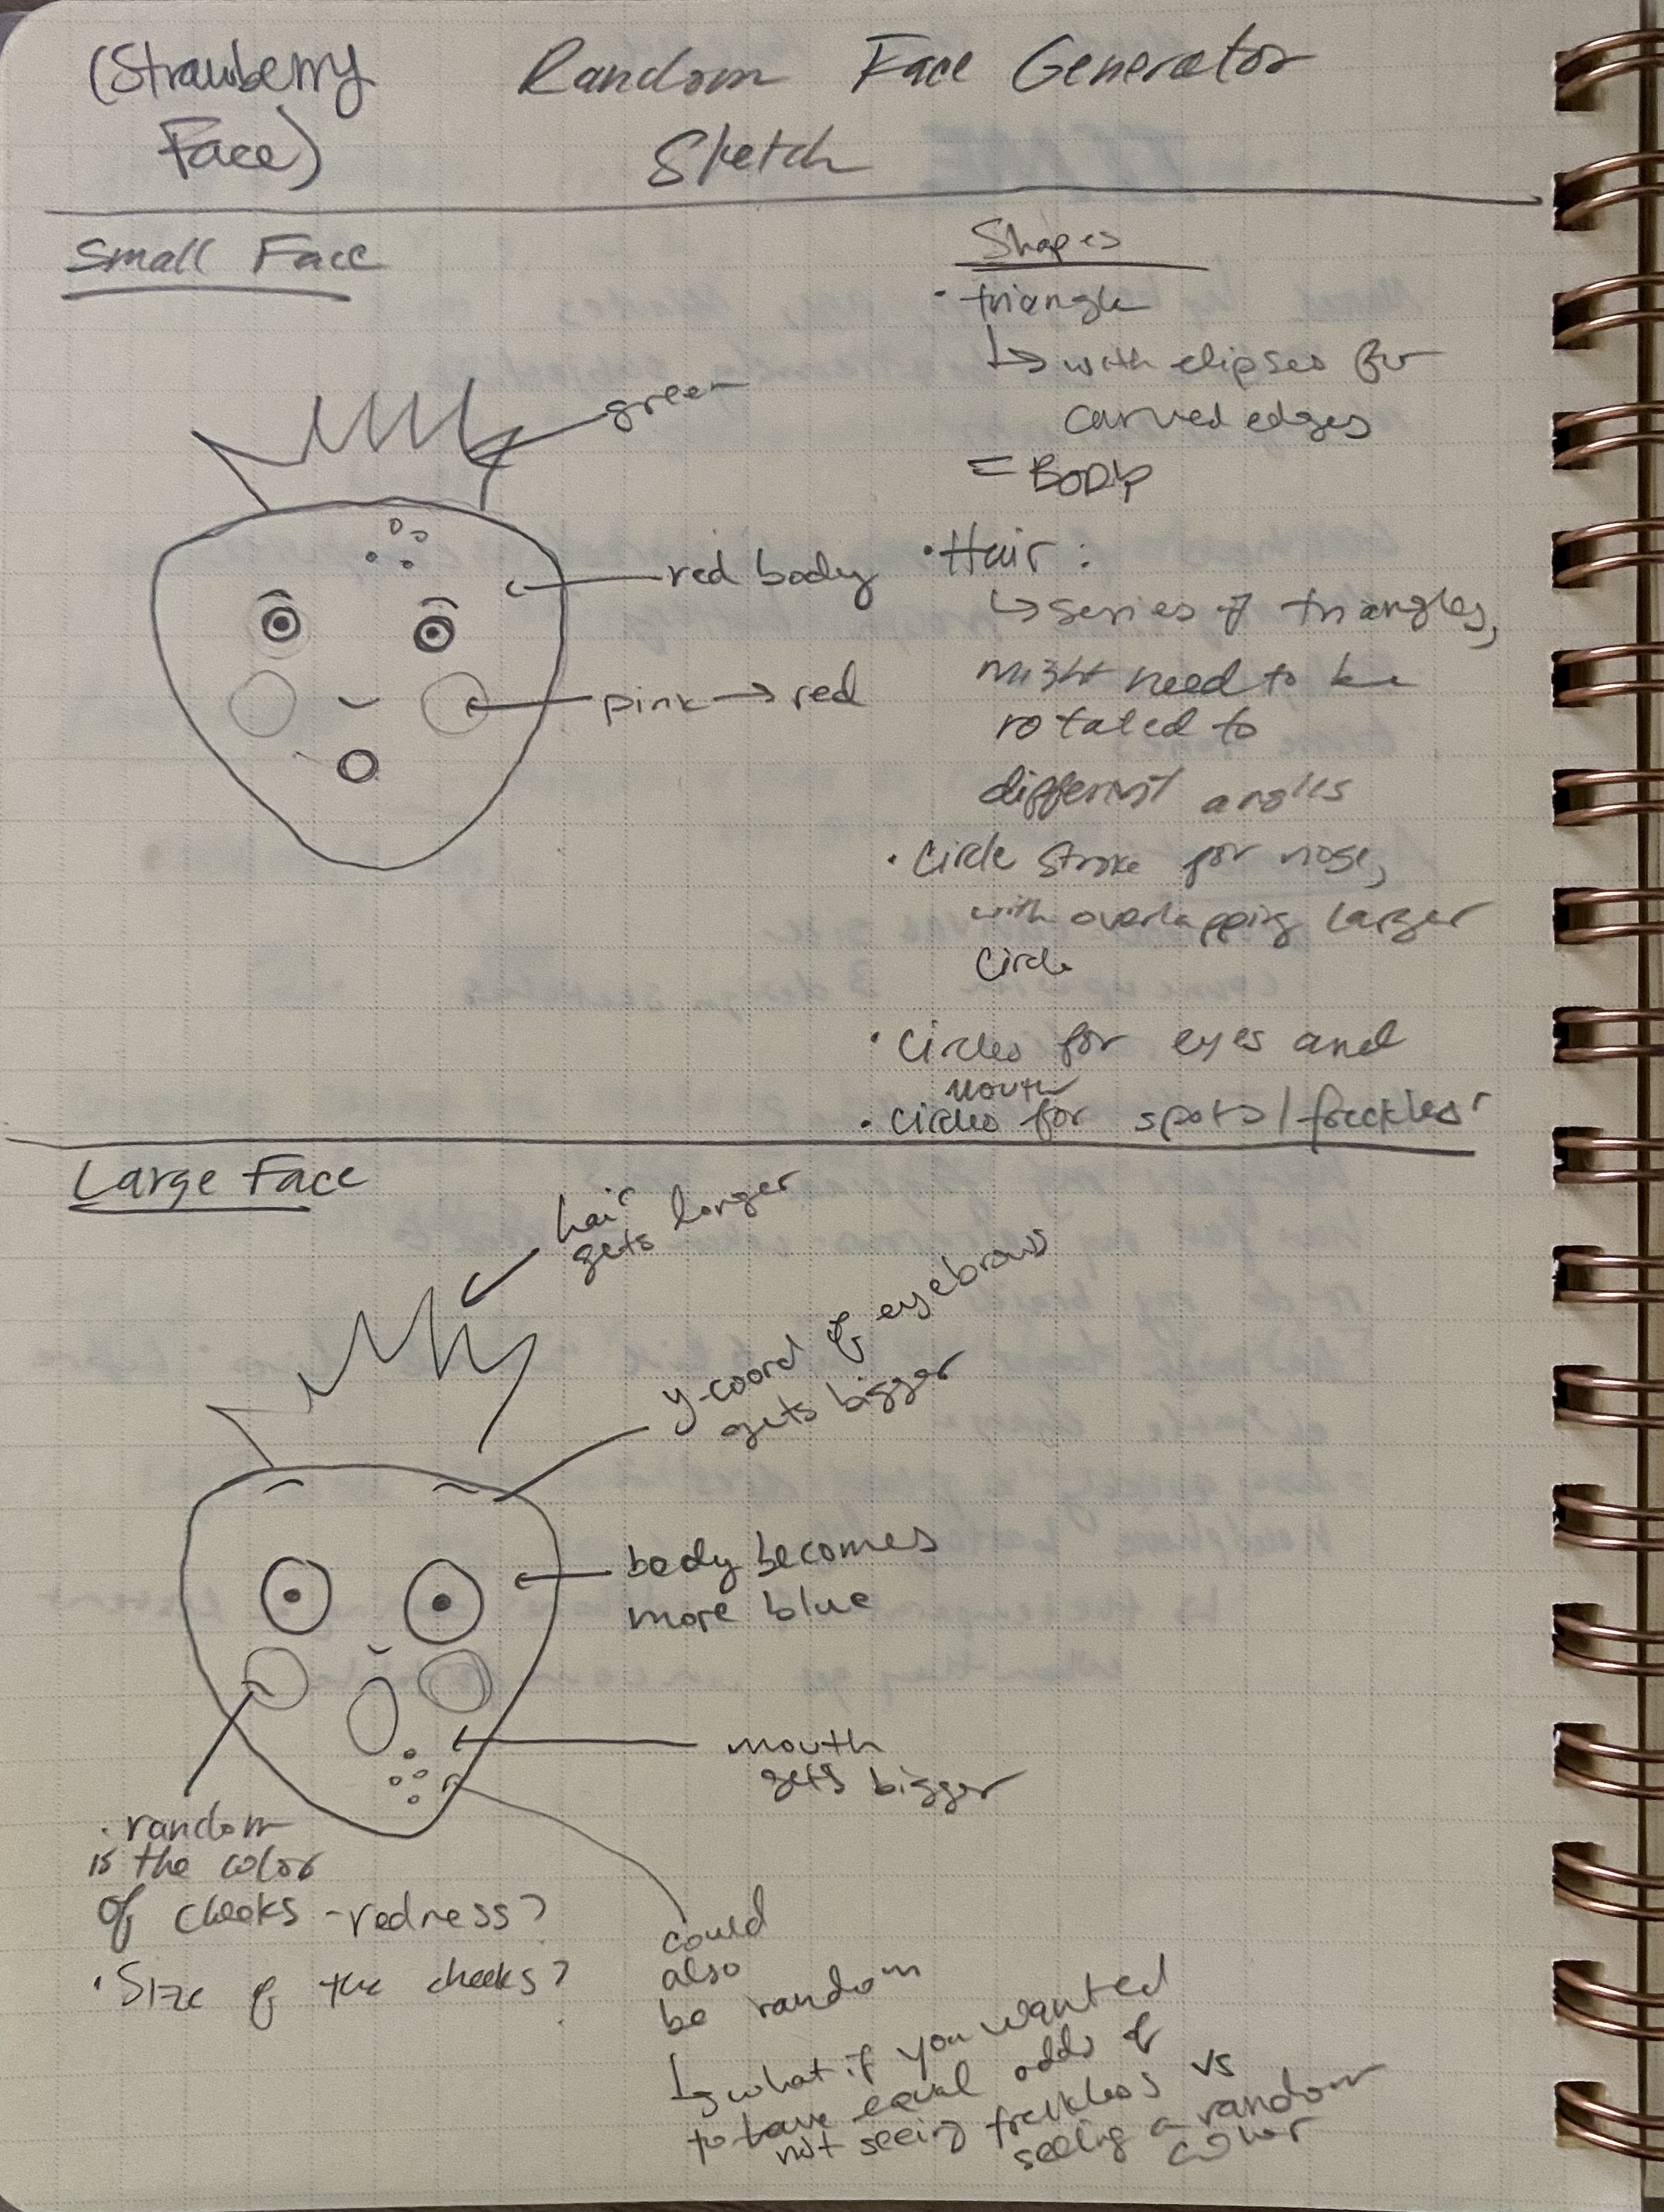 (Strawberry
Face)
Random Face Generator
Sketch
Small Face
green
red body
pink → red
Shapes
• triangle
↳ with elipses for
carved edges
= BODY
• Hair :
↳ series of triangles,
might need to be
rotated to
different angles
• Circle stroke for nose,
with overlapping larger
circle
• Circles for eyes and
mouth
• circles for spots/freckles
Large Face
hair
gets longer
y-coord of eyebrows
gets bigger
body becomes
more blue
mouth
gets bigger
• random
is the color
of cheeks - redness?
• Size of the cheeks?
could
also
be random
↳ what if you wanted
to have equal odds of
not seeing freckles vs
seeing a random
color